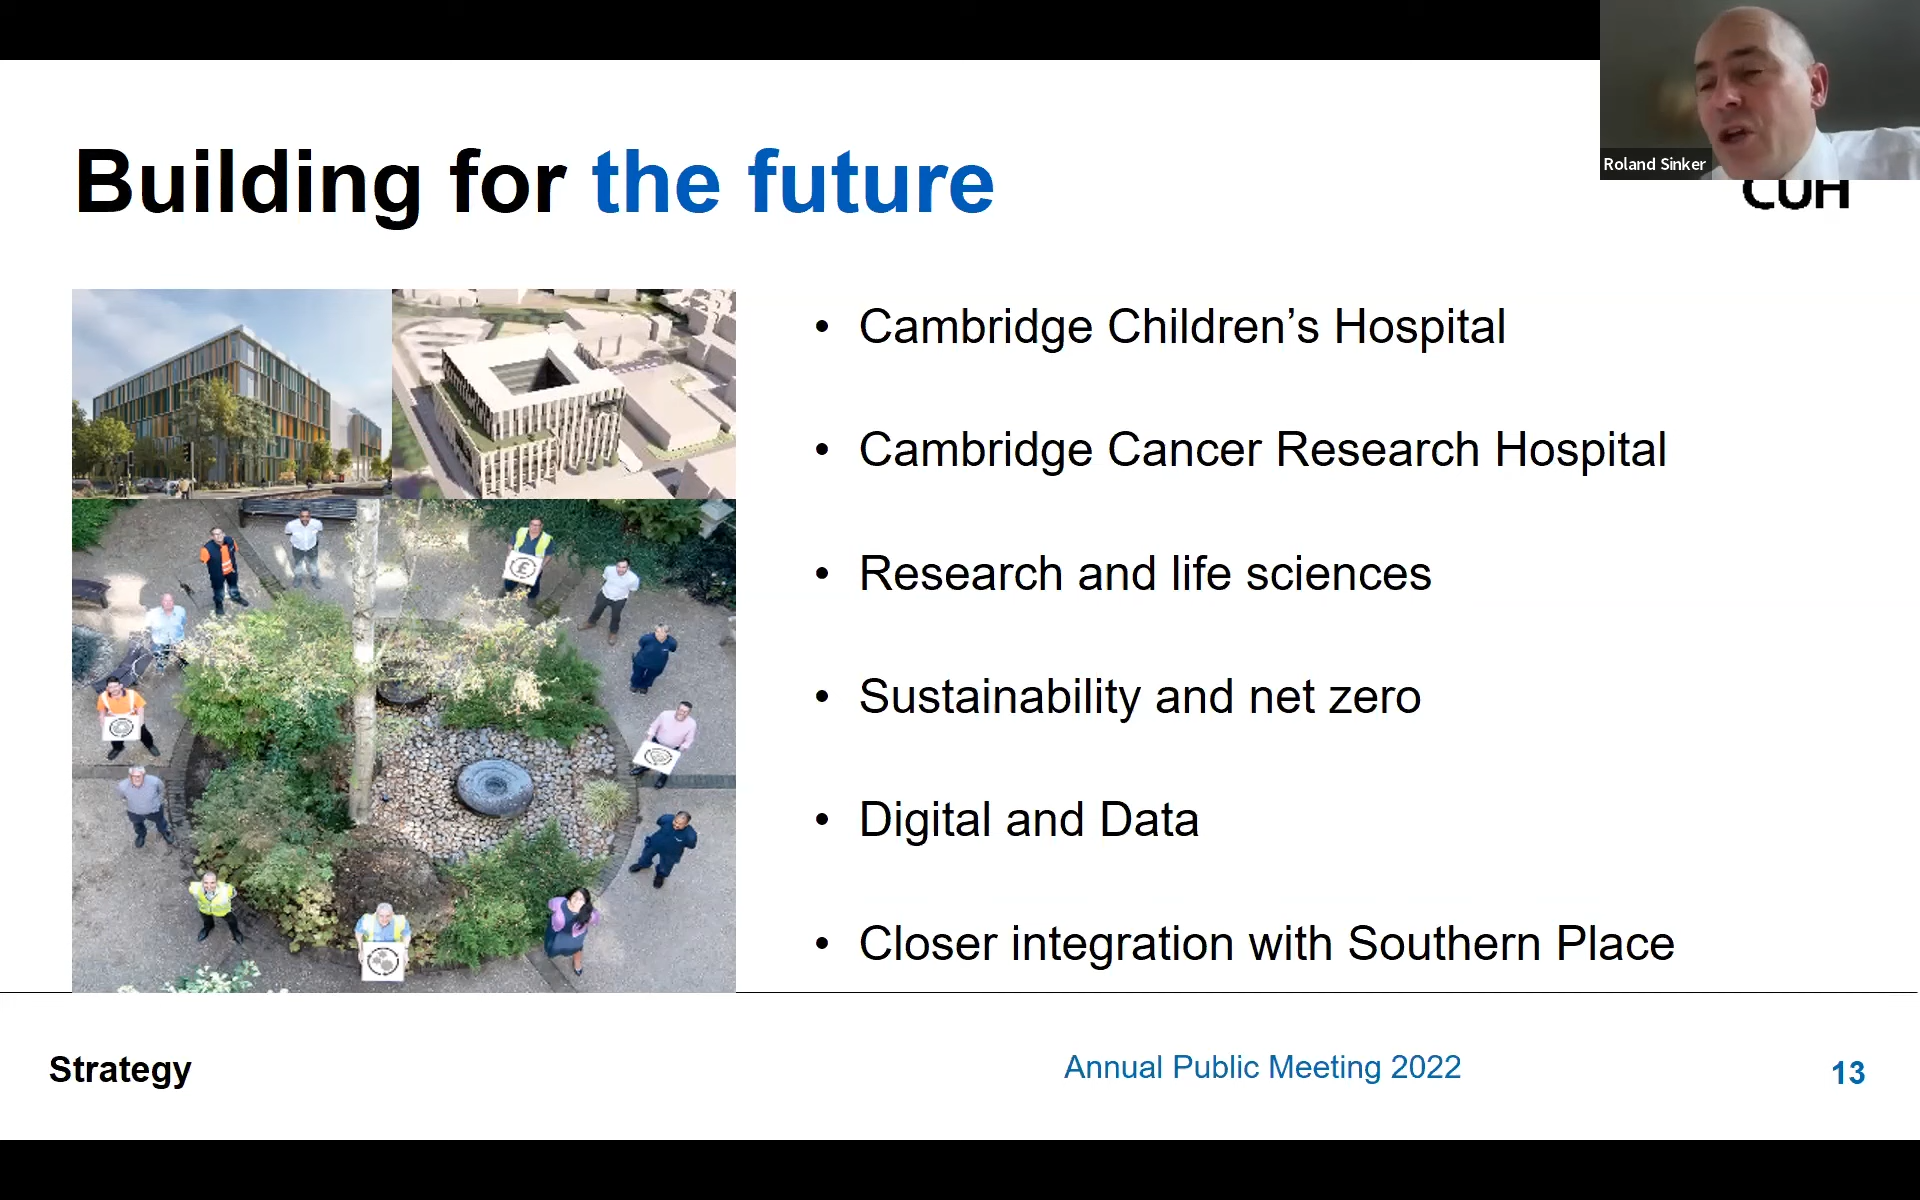 Roland Sinker
CUH
Building for the future
• Cambridge Children’s Hospital
• Cambridge Cancer Research Hospital
• Research and life sciences
• Sustainability and net zero
• Digital and Data
• Closer integration with Southern Place
£
Strategy
Annual Public Meeting 2022
13